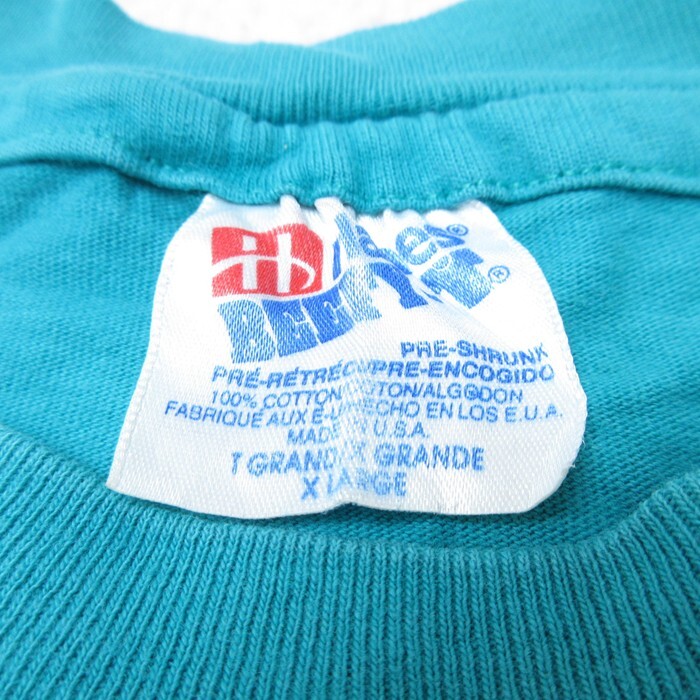 Hanes®
BEEFY-T®
PRE-SHRUNK
PRÉ-RÉTRÉCI/PRE-ENCOGIDO
100% COTTON/COTON/ALGODON
FABRIQUÉ AUX É-U/HECHO EN LOS E.U.A.
MADE IN U.S.A.
T GRAND/X GRANDE
X LARGE